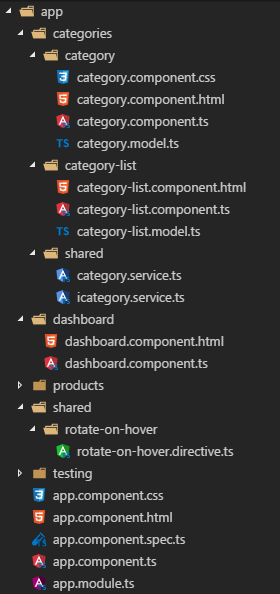 app
categories
category
category.component.css
category.component.html
category.component.ts
TS category.model.ts
category-list
category-list.component.html
category-list.component.ts
TS category-list.model.ts
shared
category.service.ts
icategory.service.ts
dashboard
dashboard.component.html
dashboard.component.ts
products
shared
rotate-on-hover
rotate-on-hover.directive.ts
testing
app.component.css
app.component.html
app.component.spec.ts
app.component.ts
app.module.ts